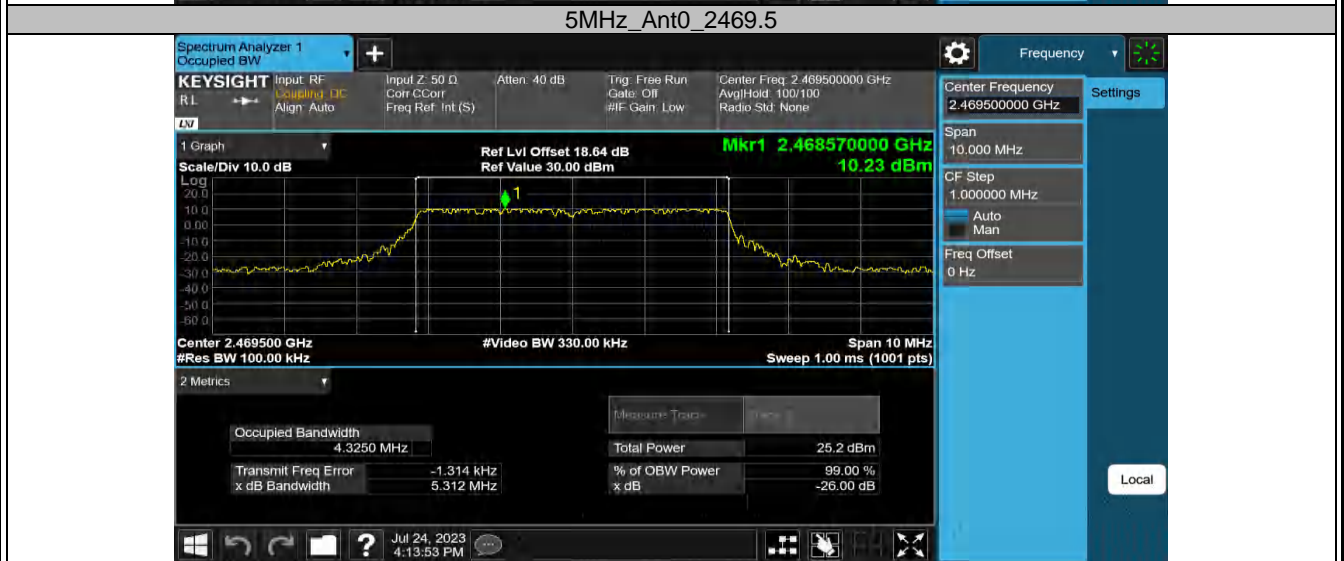 5MHz_Ant0_2469.5
Spectrum Analyzer 1
Occupied BW
+
Frequency
KEYSIGHT
RL
LXI
Input: RF
Coupling: DC
Align: Auto
Input Z: 50 Ω
Corr CCorr
Freq Ref: Int (S)
Atten: 40 dB
Trig: Free Run
Gate: Off
#IF Gain: Low
Center Freq: 2.469500000 GHz
Avg|Hold: 100/100
Radio Std: None
Center Frequency
2.469500000 GHz
Settings
Span
10.000 MHz
CF Step
1.000000 MHz
Auto
Man
Freq Offset
0 Hz
Local
1 Graph
Scale/Div 10.0 dB
Ref Lvl Offset 18.64 dB
Ref Value 30.00 dBm
Mkr1 2.468570000 GHz
10.23 dBm
Log
20.0
10.0
0.00
-10.0
-20.0
-30.0
-40.0
-50.0
-60.0
1
Center 2.469500 GHz
#Res BW 100.00 kHz
#Video BW 330.00 kHz
Span 10 MHz
Sweep 1.00 ms (1001 pts)
2 Metrics
Measure Trace
Occupied Bandwidth
4.3250 MHz
Total Power 25.2 dBm
Transmit Freq Error -1.314 kHz
% of OBW Power 99.00 %
x dB Bandwidth 5.312 MHz
x dB -26.00 dB
?
Jul 24, 2023
4:13:53 PM